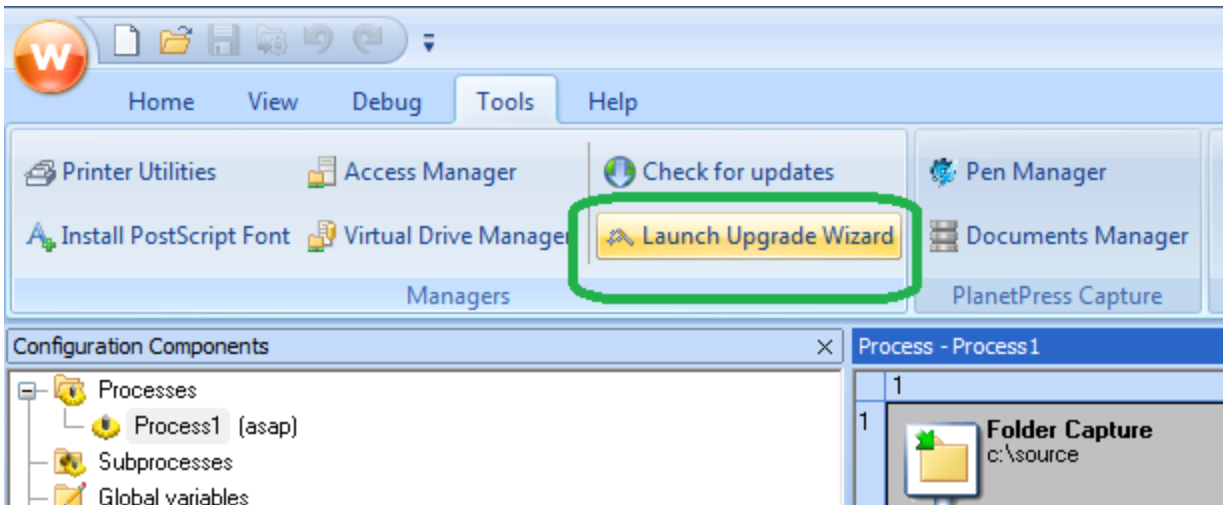 W
Home View Debug Tools Help
Printer Utilities Access Manager Check for updates Pen Manager
Install PostScript Font Virtual Drive Manager Launch Upgrade Wizard Documents Manager
Managers PlanetPress Capture
Configuration Components Process - Process1
Processes 1
Process1 (asap) 1 Folder Capture
c:\source
Subprocesses
Global variables